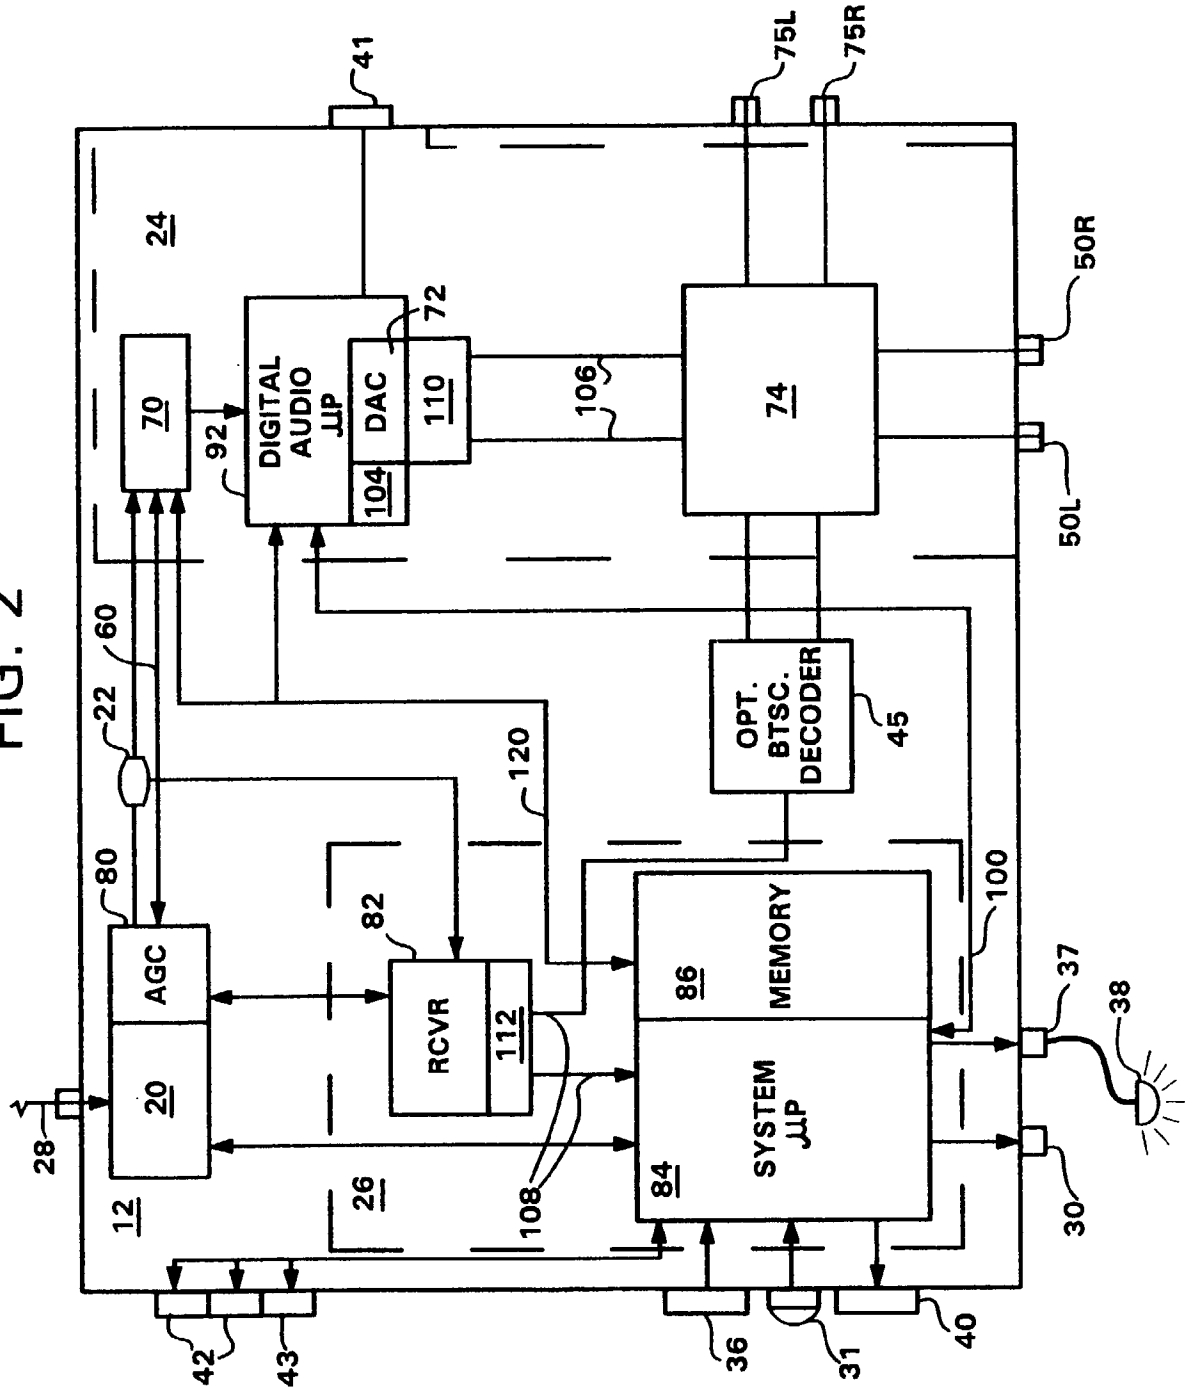 FIG. 2
28
12
20
AGC
80
22
60
70
24
92
DIGITAL
AUDIO
µP
104
DAC
72
110
41
42
43
26
RCVR
82
112
108
120
106
74
75L
75R
OPT.
BTSC.
DECODER
45
84
SYSTEM
µP
86
MEMORY
100
36
31
40
30
37
38
50L
50R